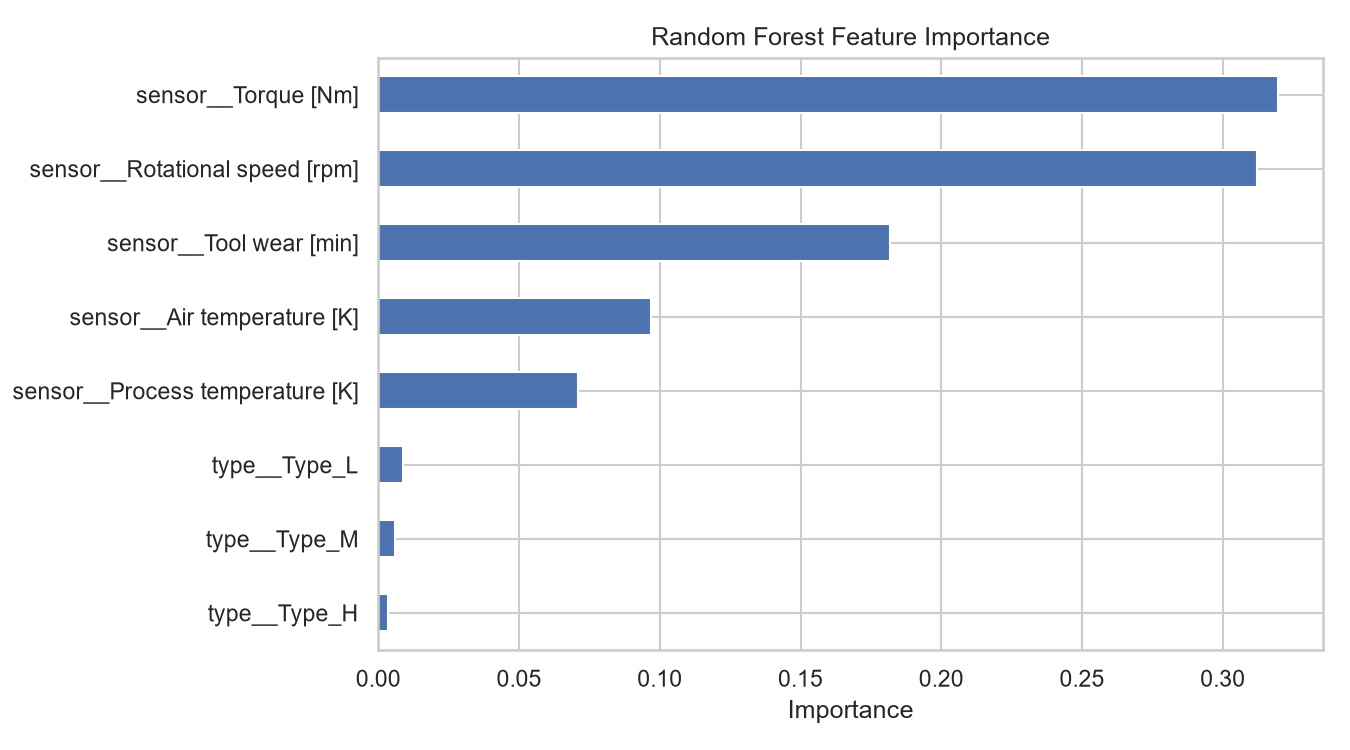 Random Forest Feature Importance
sensor__Torque [Nm]
sensor__Rotational speed [rpm]
sensor__Tool wear [min]
sensor__Air temperature [K]
sensor__Process temperature [K]
type__Type_L
type__Type_M
type__Type_H
0.00 0.05 0.10 0.15 0.20 0.25 0.30
Importance